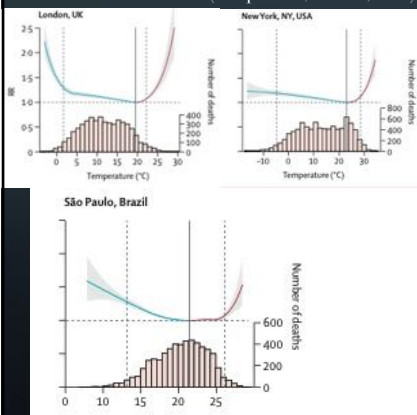 London, UK
2·5
2·0
1·5
1·0
0·5
0
RR
0 5 10 15 20 25 30
Temperature (°C)
400
300
200
100
0
Number of deaths
New York, NY, USA
-10 0 10 20 30
Temperature (°C)
800
600
400
200
0
Number of deaths
São Paulo, Brazil
0 10 15 20 25
600
400
200
0
Number of deaths